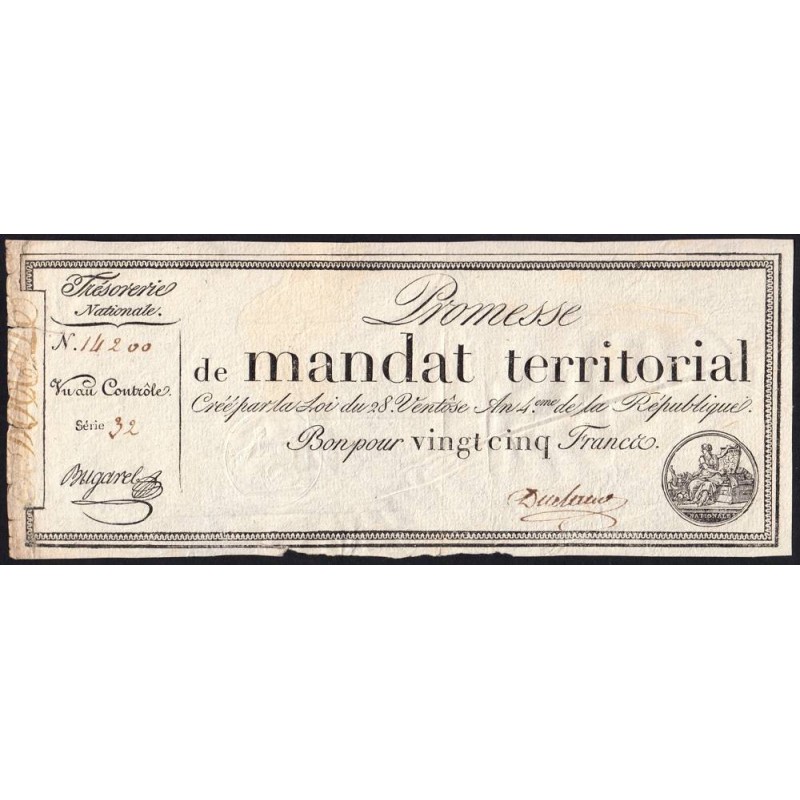 Trésorerie
Nationale.
N. 14200
Vu au Contrôle.
Série 32
Bugarel
Promesse
de mandat territorial
Créé par la Loi du 28. Ventôse An 4.eme de la République.
Bon pour vingt cinq Francs.
NATIONALE